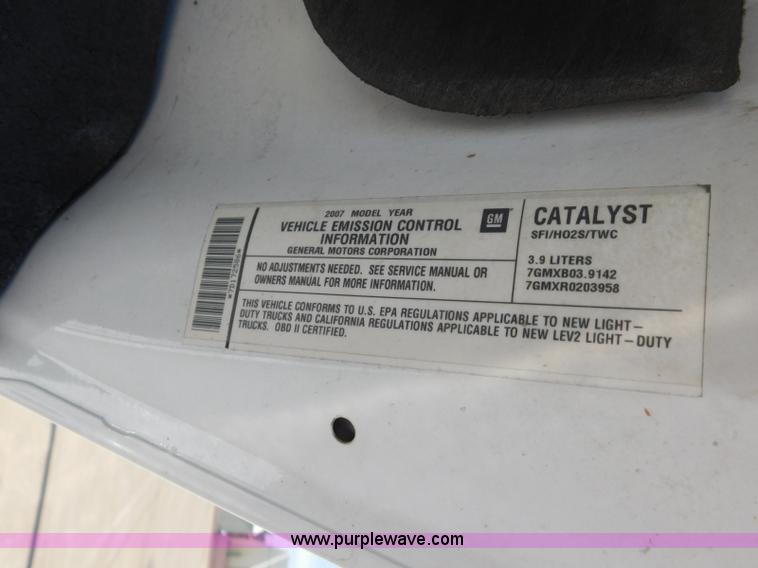 2007 MODEL YEAR
VEHICLE EMISSION CONTROL
INFORMATION
GENERAL MOTORS CORPORATION
GM
CATALYST
SFI/HO2S/TWC
NO ADJUSTMENTS NEEDED. SEE SERVICE MANUAL OR
OWNERS MANUAL FOR MORE INFORMATION.
3.9 LITERS
7GMXB03.9142
7GMXR0203958
THIS VEHICLE CONFORMS TO U.S. EPA REGULATIONS APPLICABLE TO NEW LIGHT-
DUTY TRUCKS AND CALIFORNIA REGULATIONS APPLICABLE TO NEW LEV2 LIGHT-DUTY
TRUCKS. OBD II CERTIFIED.
www.purplewave.com